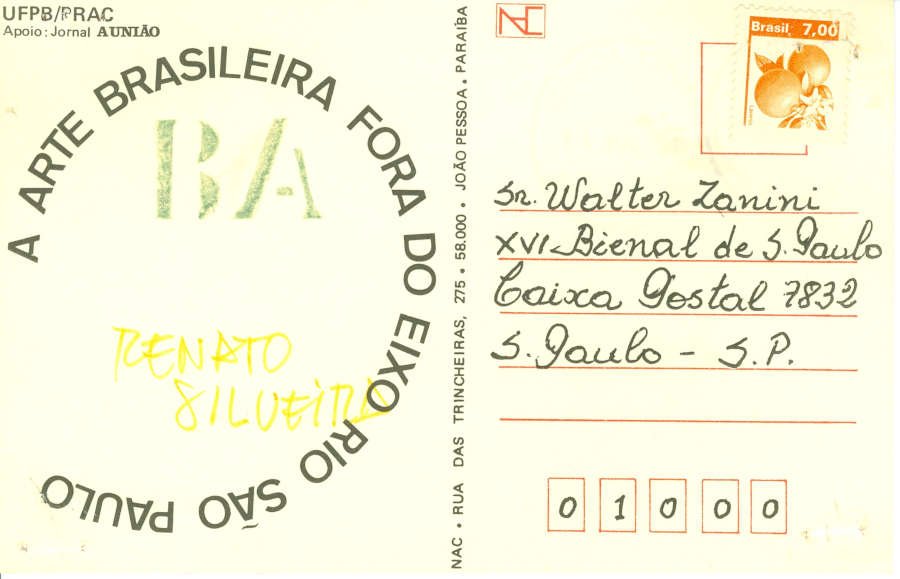 UFPB/PRAC
Apoio: Jornal A UNIÃO
A ARTE BRASILEIRA FORA DO EIXO RIO SÃO PAULO
BA
RENATO
SILVEIRA
NAC • RUA DAS TRINCHEIRAS, 275 • 58.000 • JOÃO PESSOA • PARAÍBA
NAC
Brasil 7,00
Sr. Walter Zanini
XVI-Bienal de S. Paulo
Caixa Postal 7832
S. Paulo - S.P.
0 1 0 0 0